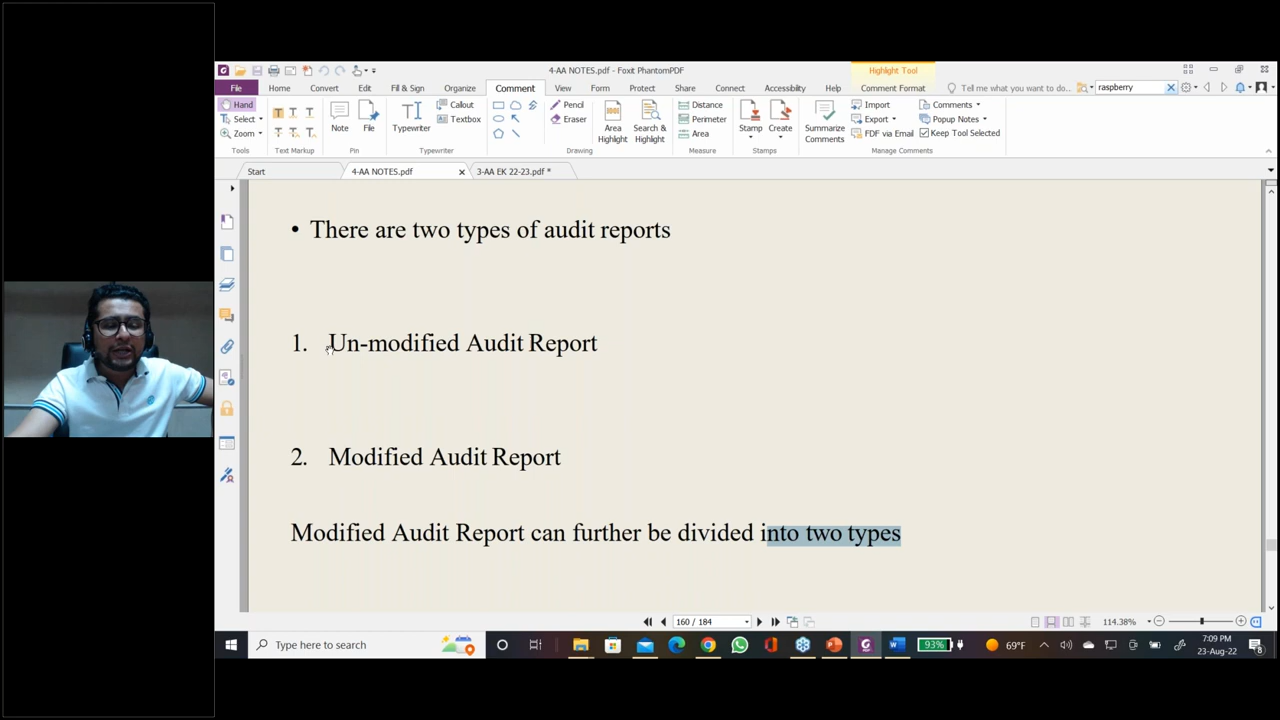 4-AA NOTES.pdf - Foxit PhantomPDF
Highlight Tool
File Home Convert Edit Fill & Sign Organize Comment View Form Protect Share Connect Accessibility Help Comment Format Tell me what you want to do... raspberry
Hand
Select
Zoom
Tools
T T T
T T T
Text Markup
Note
File
Pin
Typewriter
Callout
Textbox
Typewriter
Pencil
Eraser
Area Highlight
Search & Highlight
Drawing
Distance
Perimeter
Area
Measure
Stamp
Create
Stamps
Summarize Comments
Import
Export
FDF via Email
Comments
Popup Notes
Keep Tool Selected
Manage Comments
Start 4-AA NOTES.pdf 3-AA EK 22-23.pdf *
• There are two types of audit reports
1. Un-modified Audit Report
2. Modified Audit Report
Modified Audit Report can further be divided into two types
160 / 184 114.38%
Type here to search 93% 69°F 7:09 PM
23-Aug-22
8